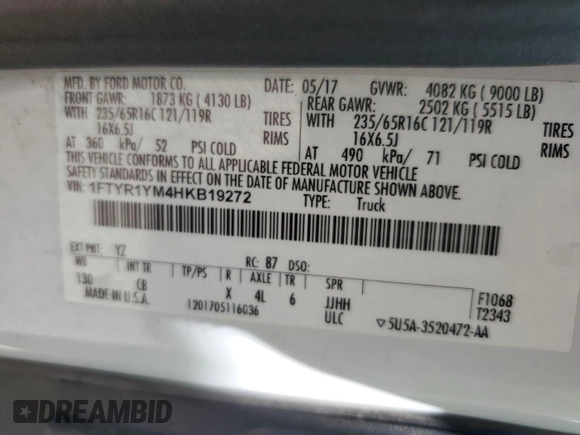 MFD. BY FORD MOTOR CO.
DATE: 05/17 GVWR: 4082 KG ( 9000 LB)
FRONT GAWR: 1873 KG ( 4130 LB)
REAR GAWR: 2502 KG ( 5515 LB)
WITH 235/65R16C 121/119R TIRES
WITH 235/65R16C 121/119R TIRES
16X6.5J RIMS
16X6.5J RIMS
AT 360 kPa/ 52 PSI COLD
AT 490 kPa/ 71 PSI COLD
THIS VEHICLE CONFORMS TO ALL APPLICABLE FEDERAL MOTOR VEHICLE
SAFETY STANDARDS IN EFFECT ON THE DATE OF MANUFACTURE SHOWN ABOVE.
VIN: 1FTYR1YM4HKB19272
TYPE: Truck
EXT PNT: YZ RC: 87 DSO:
WB INT TR TP/PS R AXLE TR SPR
130 CB X 4L 6 JJHH
F1068
T2343
MADE IN U.S.A. 1201705116036 ULC
▽5U5A-3520472-AA
DREAMBID